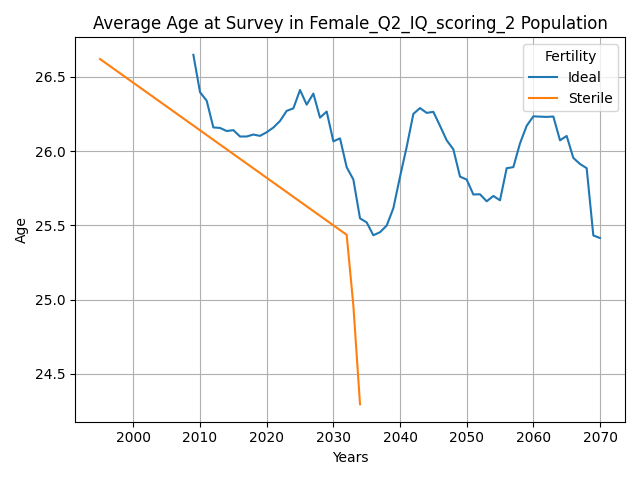 Average Age at Survey in Female_Q2_IQ_scoring_2 Population
Fertility
Ideal
Sterile
26.5
26.0
25.5
25.0
24.5
Age
2000 2010 2020 2030 2040 2050 2060 2070
Years